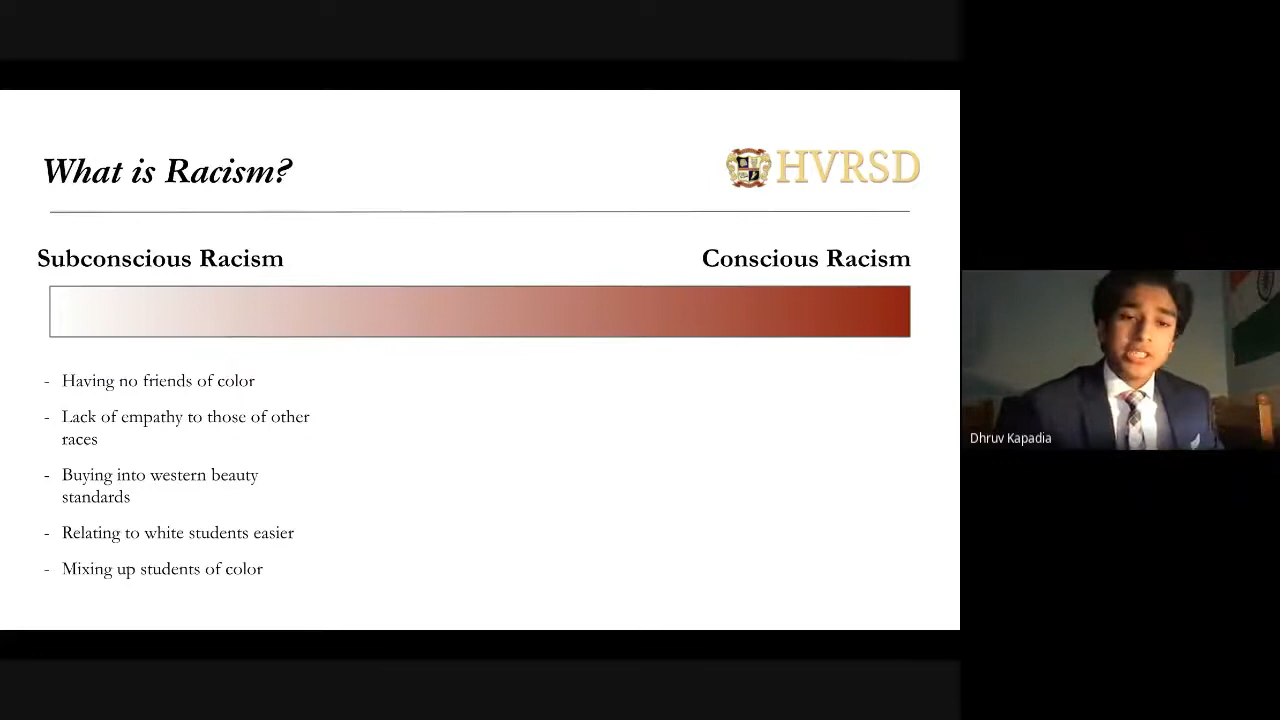 What is Racism?
HVRSD
Subconscious Racism
Conscious Racism
- Having no friends of color
- Lack of empathy to those of other
races
- Buying into western beauty
standards
- Relating to white students easier
- Mixing up students of color
Dhruv Kapadia